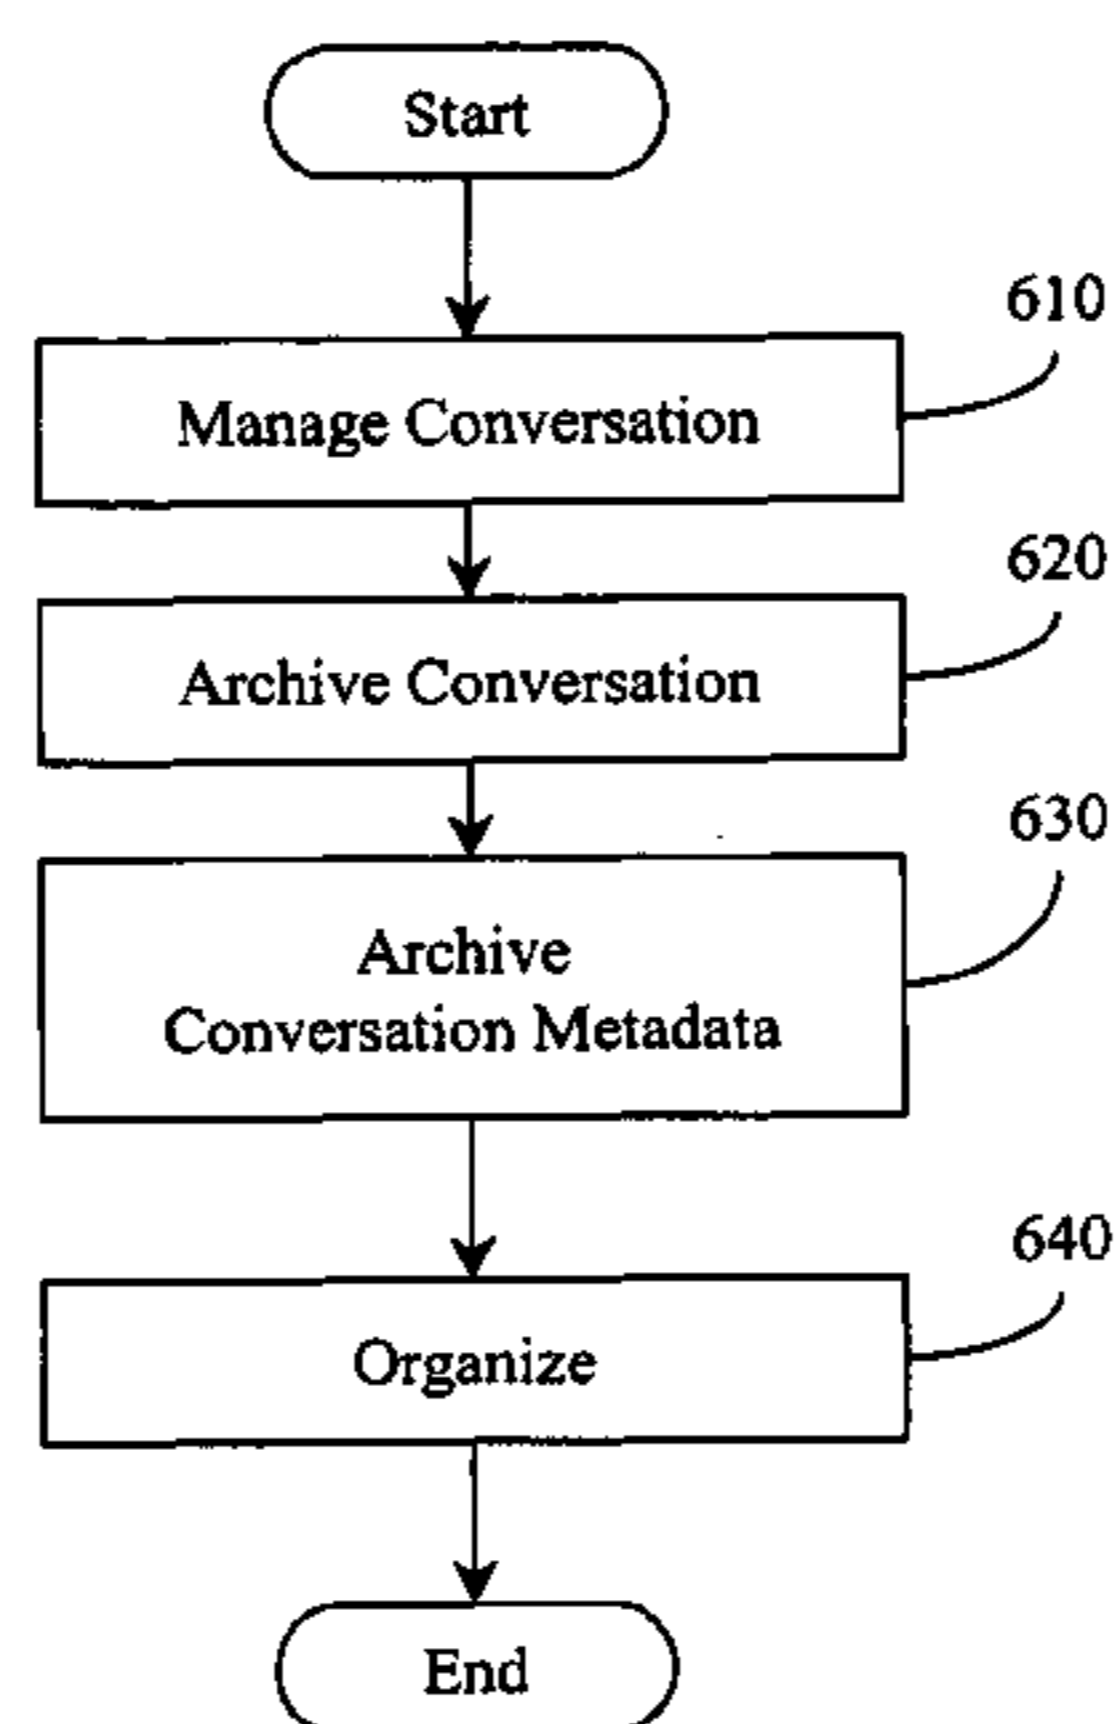 Start
610
Manage Conversation
620
Archive Conversation
630
Archive
Conversation Metadata
640
Organize
End